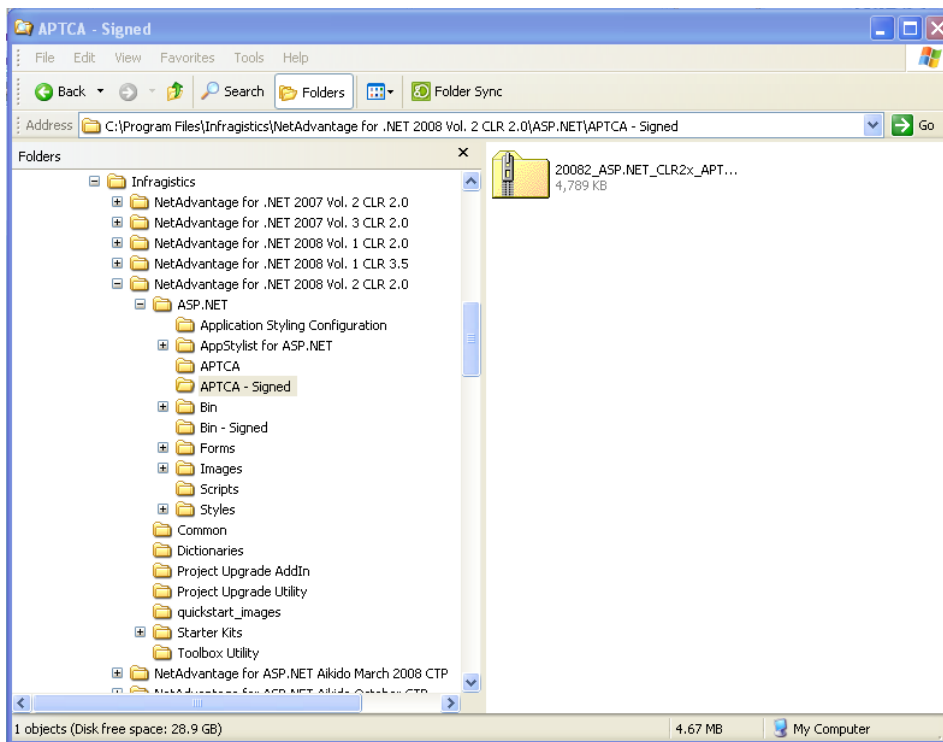 APTCA - Signed
File Edit View Favorites Tools Help
Back Search Folders Folder Sync
Address C:\Program Files\Infragistics\NetAdvantage for .NET 2008 Vol. 2 CLR 2.0\ASP.NET\APTCA - Signed Go
Folders
Infragistics
NetAdvantage for .NET 2007 Vol. 2 CLR 2.0
NetAdvantage for .NET 2007 Vol. 3 CLR 2.0
NetAdvantage for .NET 2008 Vol. 1 CLR 2.0
NetAdvantage for .NET 2008 Vol. 1 CLR 3.5
NetAdvantage for .NET 2008 Vol. 2 CLR 2.0
ASP.NET
Application Styling Configuration
AppStylist for ASP.NET
APTCA
APTCA - Signed
Bin
Bin - Signed
Forms
Images
Scripts
Styles
Common
Dictionaries
Project Upgrade AddIn
Project Upgrade Utility
quickstart_images
Starter Kits
Toolbox Utility
NetAdvantage for ASP.NET Aikido March 2008 CTP
NetAdvantage for ASP.NET Aikido October CTP
20082_ASP.NET_CLR2x_APT...
4,789 KB
1 objects (Disk free space: 28.9 GB) 4.67 MB My Computer